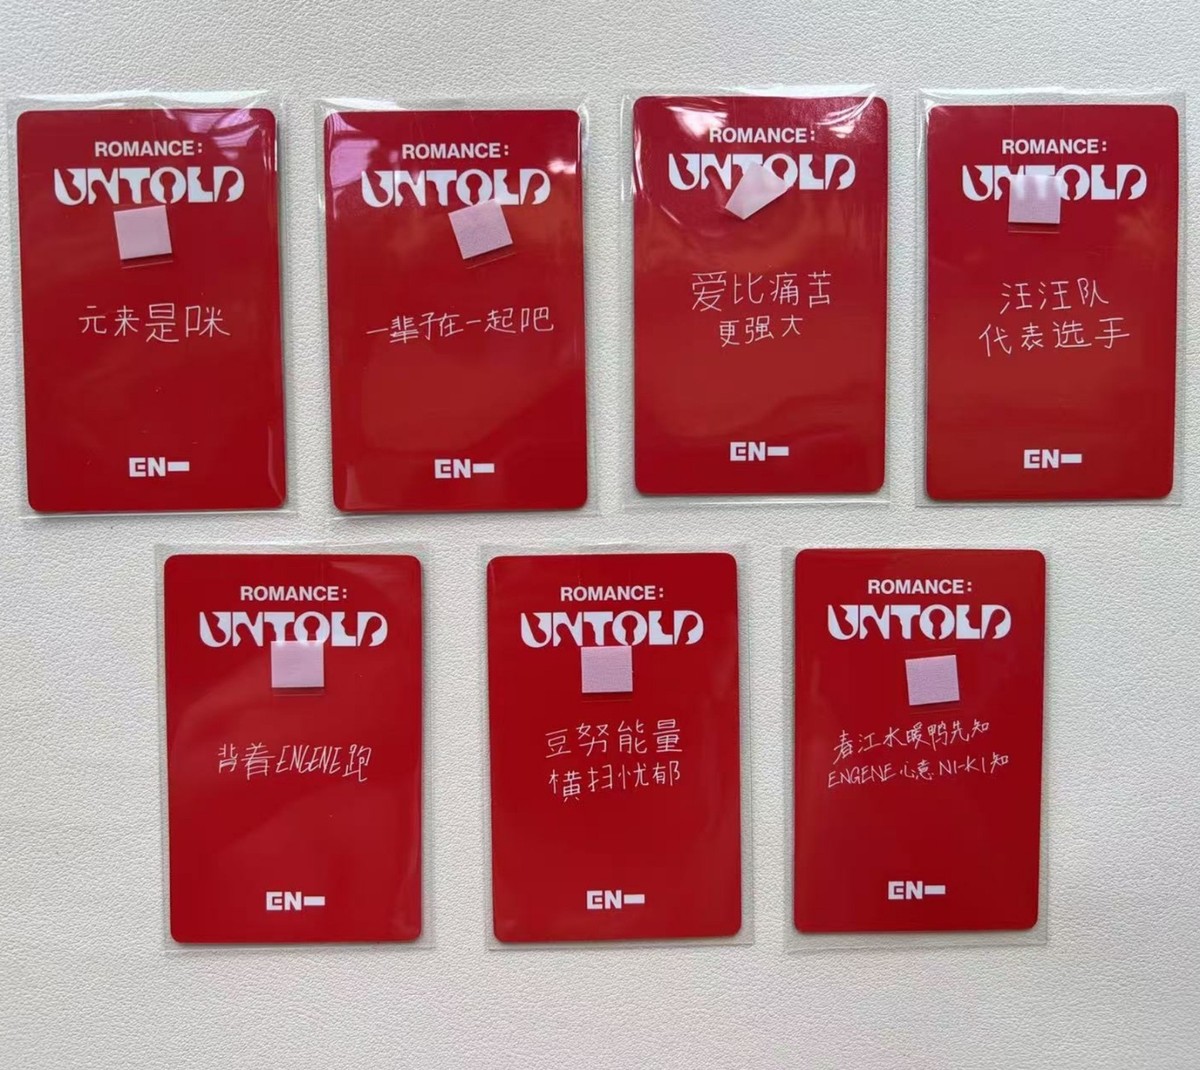 ROMANCE:
UNTOLD
元来是咪
EN-
ROMANCE:
UNTOLD
一辈子在一起吧
EN-
ROMANCE:
UNTOLD
爱比痛苦
更强大
EN-
ROMANCE:
UNTOLD
汪汪队
代表选手
EN-
ROMANCE:
UNTOLD
背着ENGENE跑
EN-
ROMANCE:
UNTOLD
豆努能量
横扫忧郁
EN-
ROMANCE:
UNTOLD
春江水暖鸭先知
ENGENE心意NI-KI知
EN-